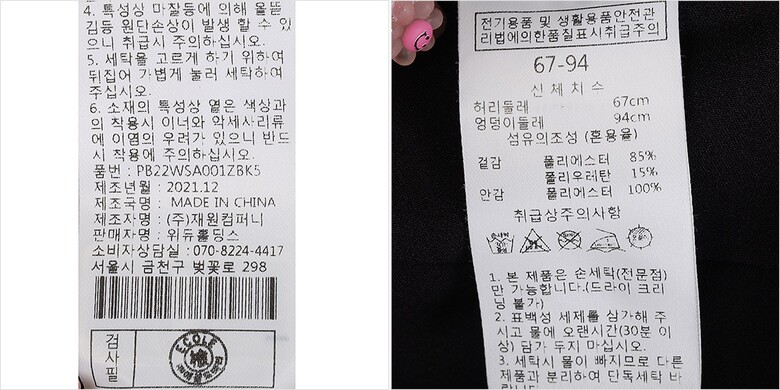 4. 특성상 마찰등에 의해 올뜯
김등 원단손상이 발생 할 수 있
으니 취급시 주의하십시오.
5. 세탁물 고르게 하기 위하여
뒤집어 가볍게 눌러 세탁하여
주십시오.
6. 소재의 특성상 옅은 색상과
의 착용시 이너와 악세사리류
에 이염의 우려가 있으니 반드
시 착용에 주의하십시오.
품번 : PB22WSA001ZBK5
제조년월 : 2021.12
제조국명 : MADE IN CHINA
제조자명 : (주)재원컴퍼니
판매자명 : 위듀홀딩스
소비자상담실 : 070-8224-4417
서울시 금천구 벚꽃로 298
검사필
ECOLE
전기용품 및 생활용품안전관
리법에의한품질표시취급주의
67-94
신체치수
허리둘레 67cm
엉덩이둘레 94cm
섬유의조성 (혼용율)
겉감 폴리에스터 85%
폴리우레탄 15%
안감 폴리에스터 100%
취급상주의사항
1. 본 제품은 손세탁(전문점)
만 가능합니다.(드라이 크리
닝 불가)
2. 표백성 세제를 삼가해 주
시고 물에 오랜시간(30분 이
상) 담가 두지 마십시오.
3. 세탁시 물이 빠지므로 다른
제품과 분리하여 단독세탁 바